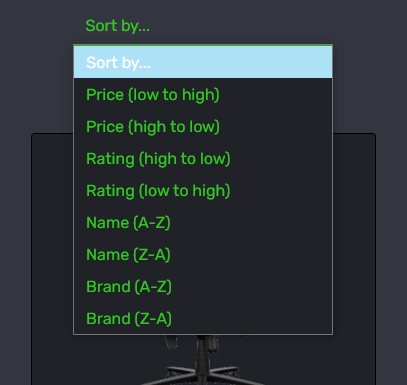 Sort by...
Sort by...
Price (low to high)
Price (high to low)
Rating (high to low)
Rating (low to high)
Name (A-Z)
Name (Z-A)
Brand (A-Z)
Brand (Z-A)